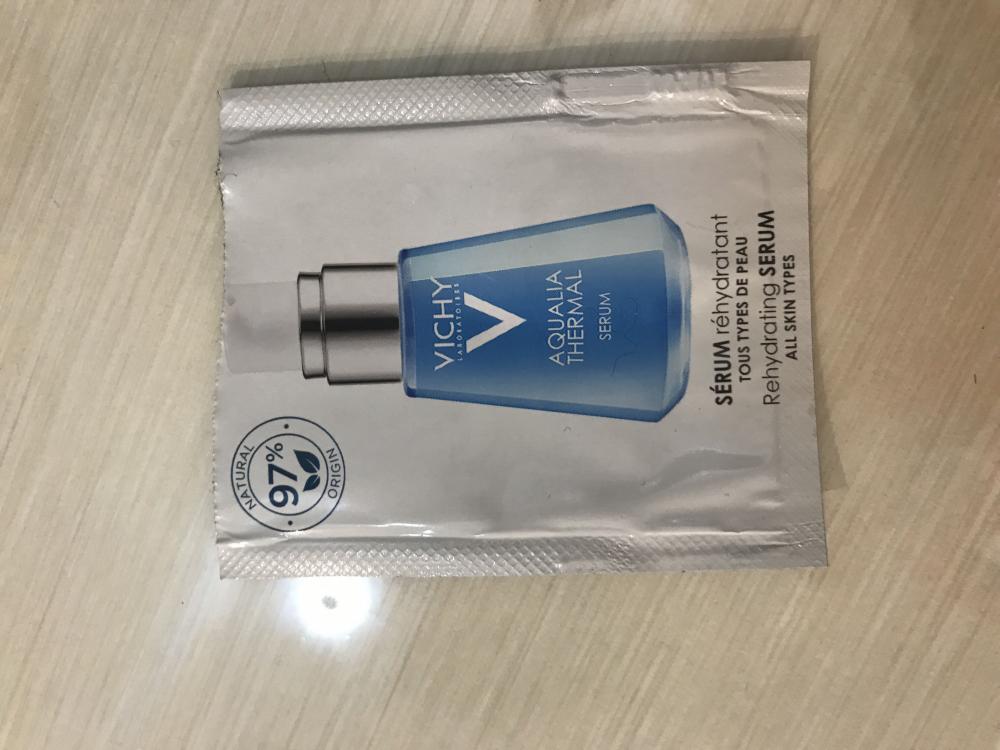 NATURAL
97%
ORIGIN
VICHY
LABORATOIRES
AQUALIA
THERMAL
SERUM
SÉRUM réhydratant
TOUS TYPES DE PEAU
Rehydrating SERUM
ALL SKIN TYPES